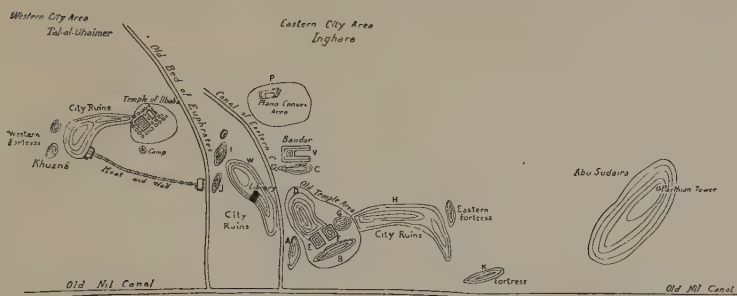 Western City Area
Tal-al-Uhaimer
Eastern City Area
Inghara
Old Bed of Euphrates
Canal of Eastern C
P
Plano Convex
Area
City Ruins
Temple of Ilbaba
Western
fortress
Khuzna
Camp
Moat and Wall
Bandar
V
C
W
Library
City
Ruins
Old Temple Area
D
G
A
E
F
B
H
City Ruins
Eastern
fortress
K
fortress
Abu Sudaira
Parthian Tower
Old Nil Canal
Old Nil Canal